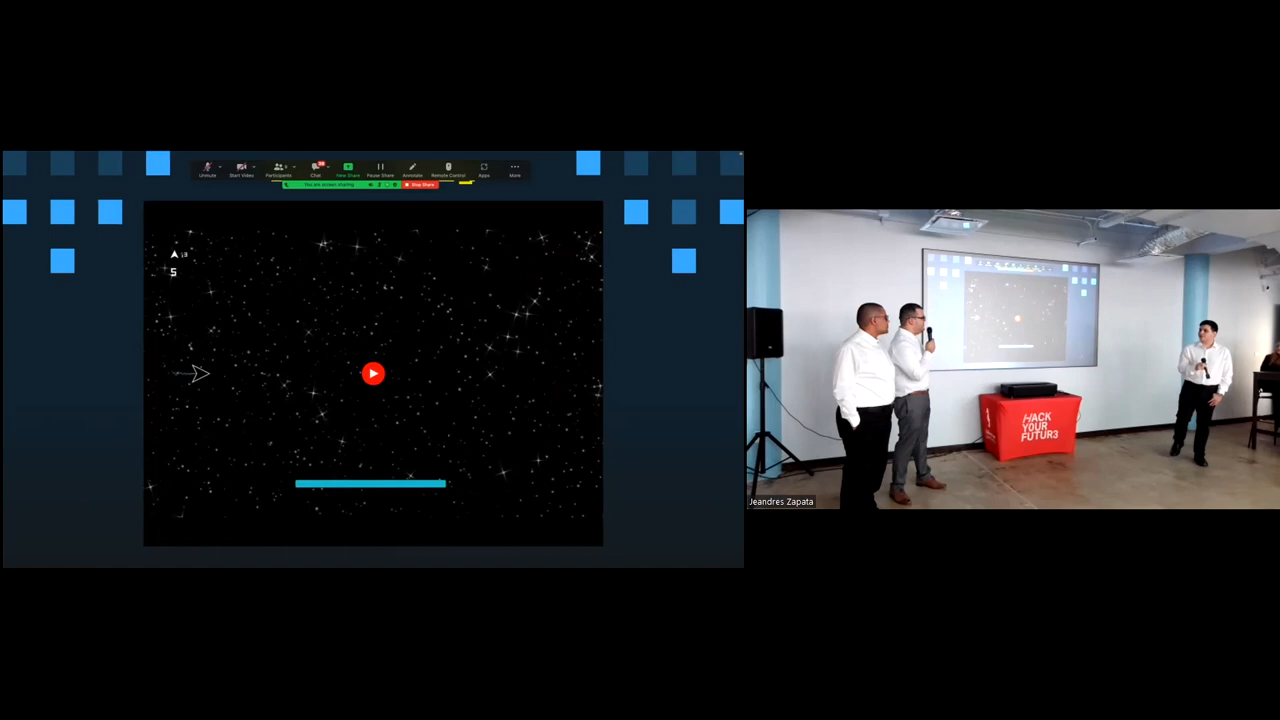 Unmute
Start Video
Participants
Chat
New Share
Pause Share
Annotate
Remote Control
Apps
More
You are screen sharing
Stop Share
5
HACK
YOUR
FUTUR3
Jeandres Zapata